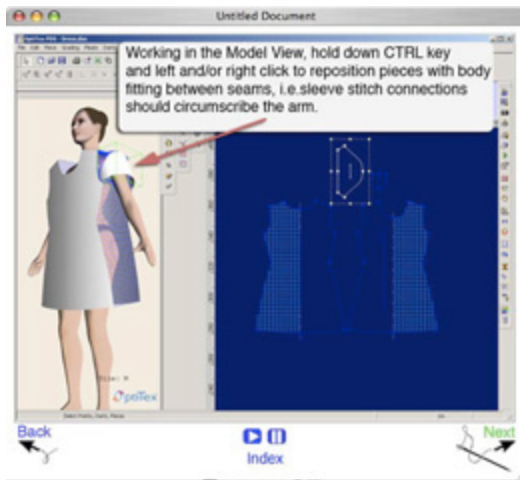 Untitled Document
Working in the Model View, hold down CTRL key
and left and/or right click to reposition pieces with body
fitting between seams, i.e.sleeve stitch connections
should circumscribe the arm.
Size: M
OptiTex
Back
Index
Next